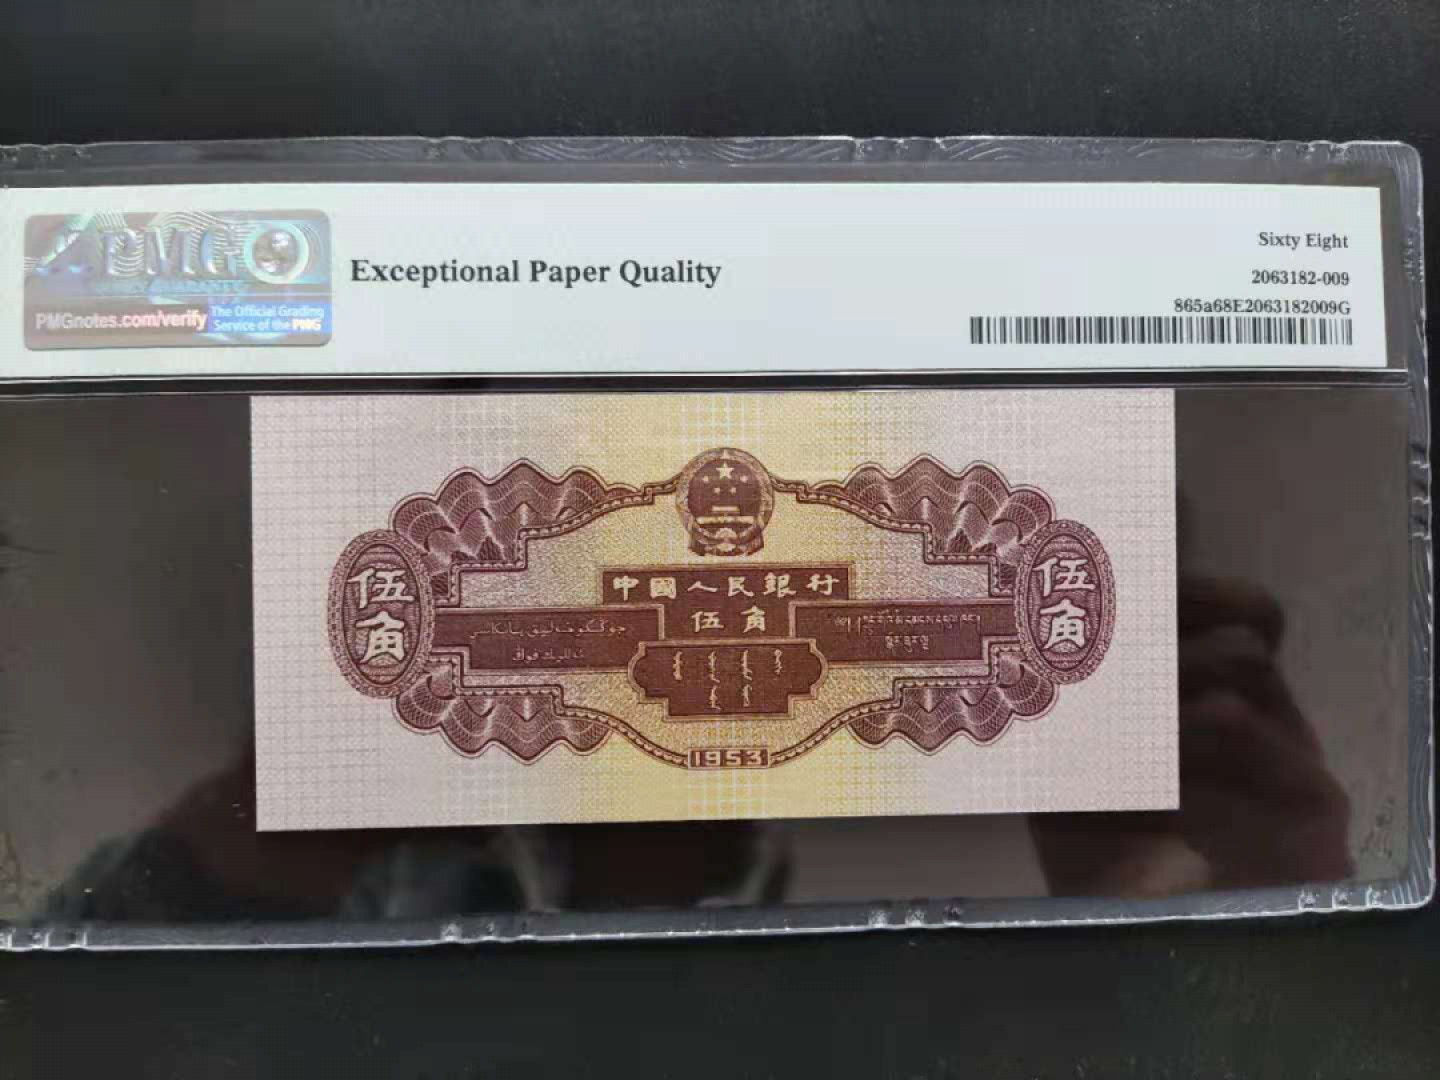 PMG
PMGnotes.com/verify
The Official Grading
Service of the PMG
Exceptional Paper Quality
Sixty Eight
2063182-009
865a68E2063182009G
中國人民銀行
伍角
伍角
伍角
1953